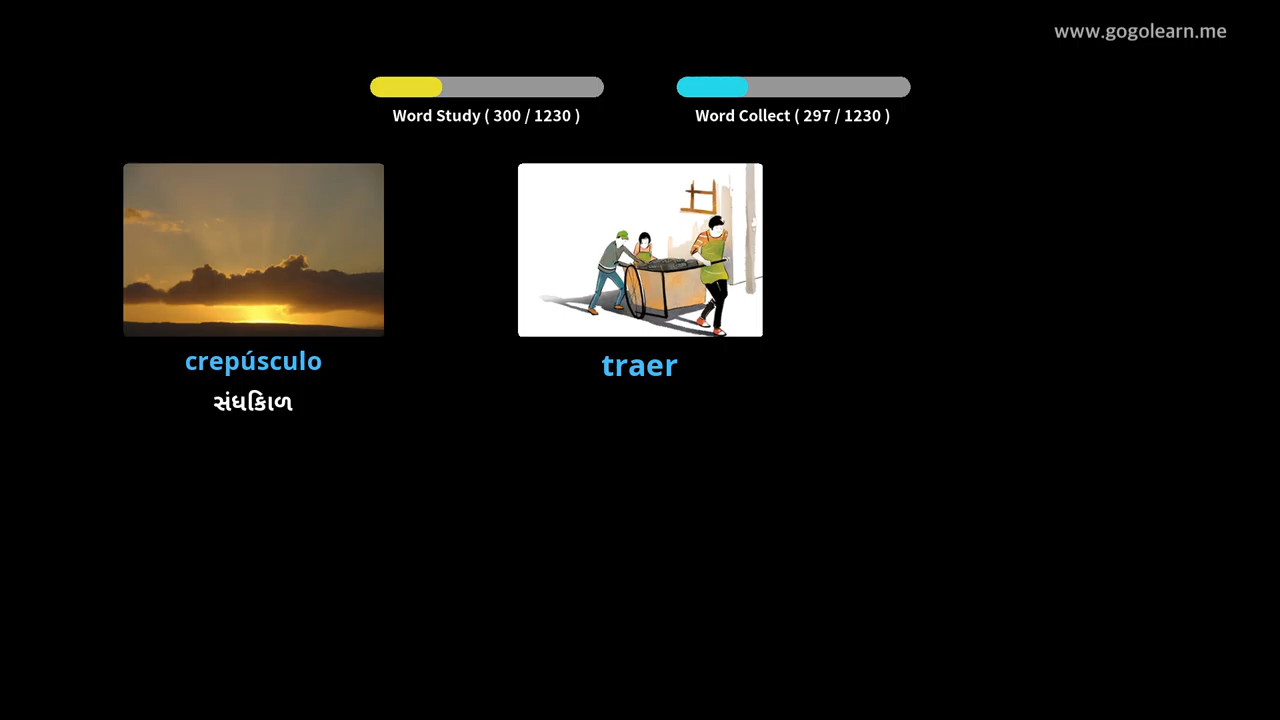 www.gogolearn.me
Word Study ( 300 / 1230 )
Word Collect ( 297 / 1230 )
crepúsculo
traer
સંધિકાળ